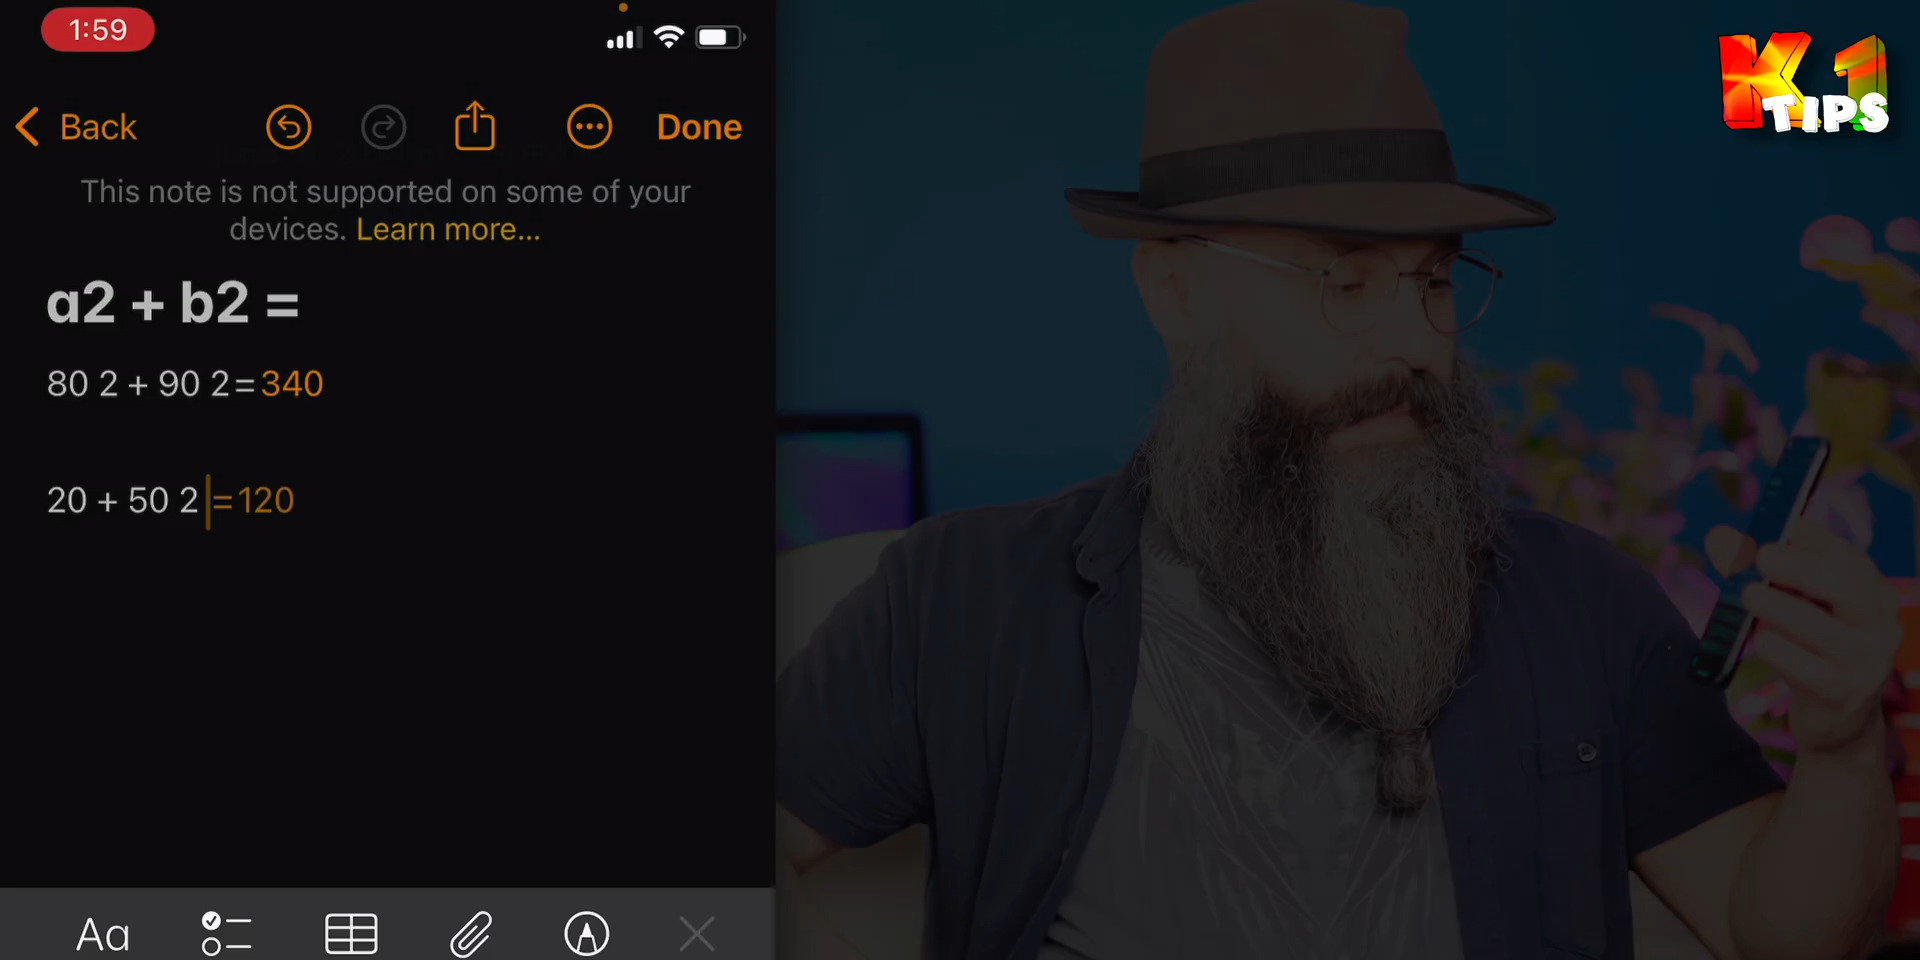 1:59
K1
TIPS
Back
Done
This note is not supported on some of your
devices. Learn more...
a2 + b2 =
80 2 + 90 2=340
20 + 50 2 =120
Aa